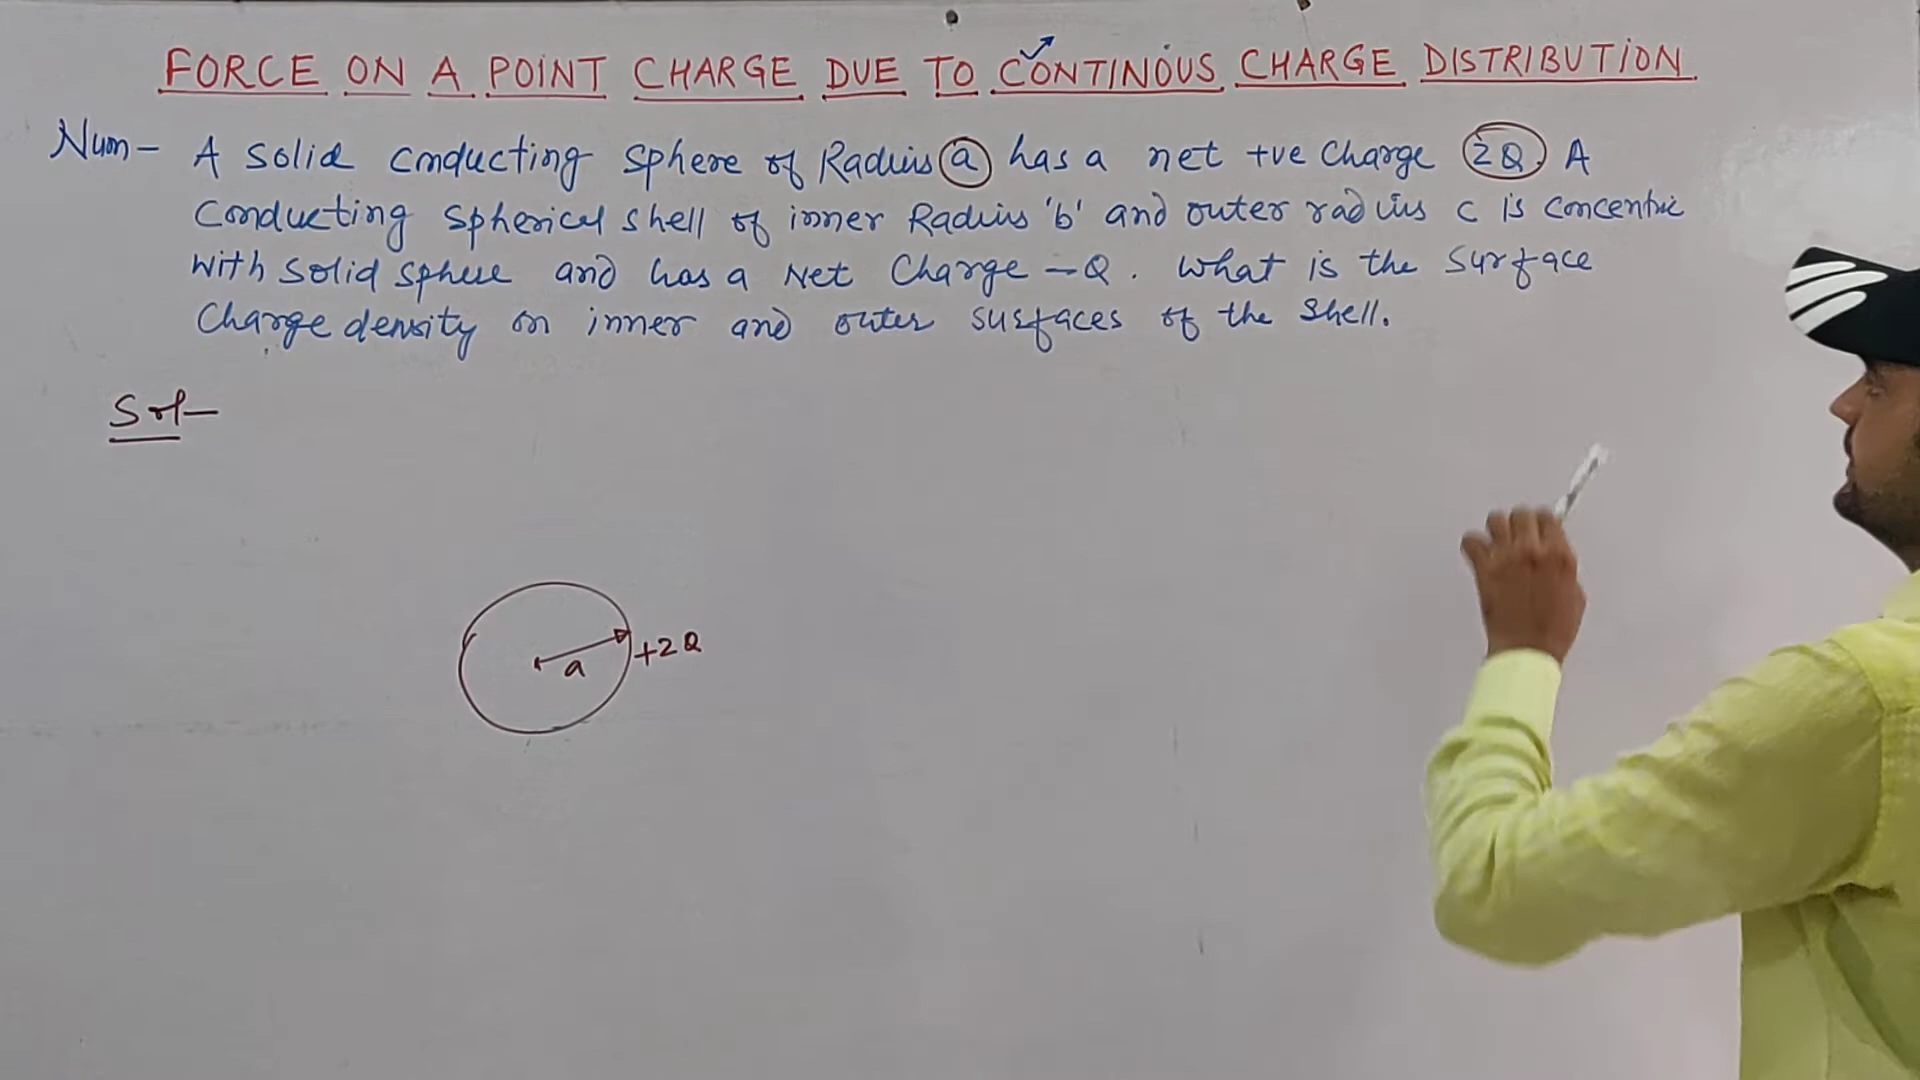 FORCE ON A POINT CHARGE DUE TO CONTINOUS CHARGE DISTRIBUTION
Num- A solid conducting sphere of Radius a has a net +ve charge 2Q. A
conducting spherical shell of inner Radius 'b' and outer radius c is concentric
with solid sphere and has a Net Charge -Q. What is the surface
charge density on inner and outer surfaces of the shell.
Sol-
a +2Q